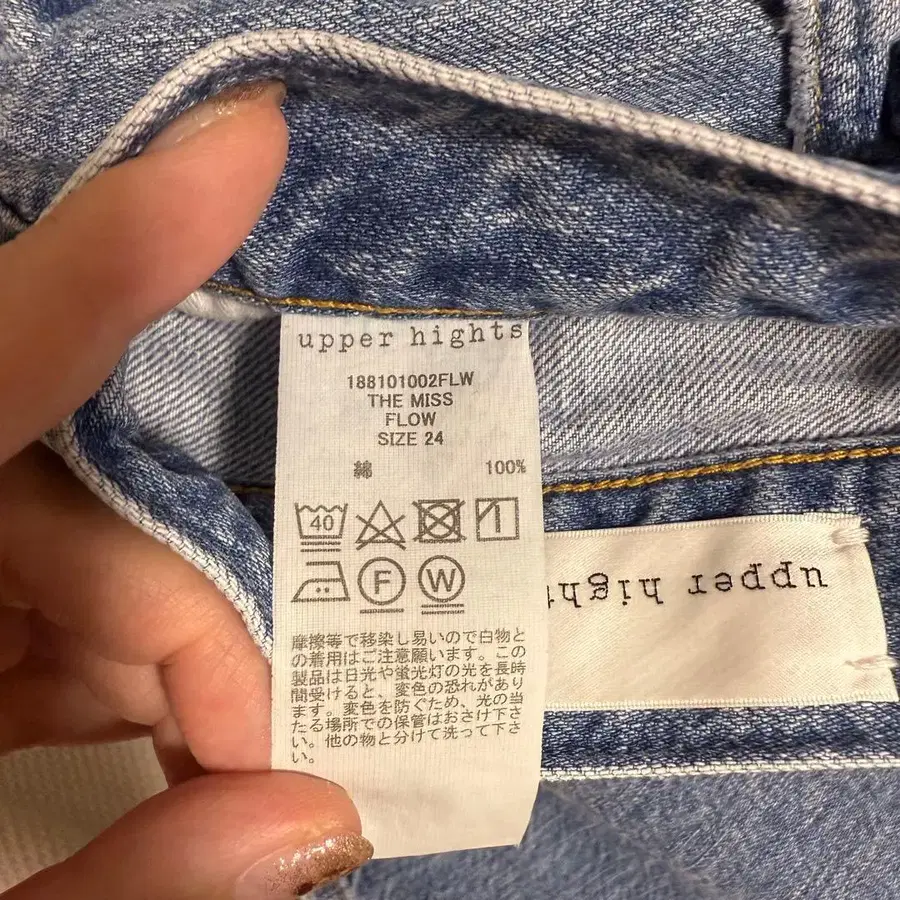 upper hights
188101002FLW
THE MISS
FLOW
SIZE 24
綿 100%
40
F W
摩擦等で移染し易いので白物と
の着用はご注意願います。この
製品は日光や蛍光灯の光を長時
間受けると、変色の恐れがあり
ます。変色を防ぐため、光の当
たる場所での保管はおさけ下さ
い。他の物と分けて洗って下さ
い。
upper hight